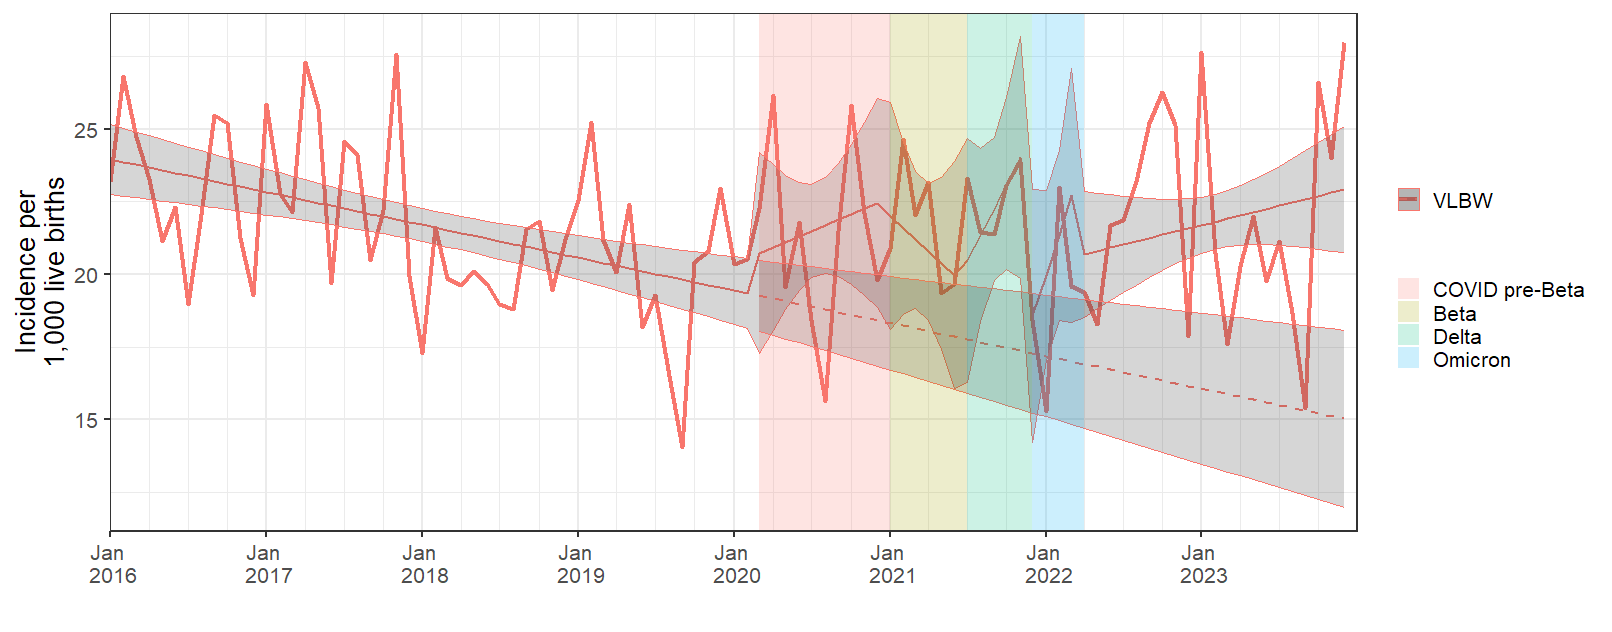 Incidence per
1,000 live births
25
20
15
Jan
2016
Jan
2017
Jan
2018
Jan
2019
Jan
2020
Jan
2021
Jan
2022
Jan
2023
VLBW
COVID pre-Beta
Beta
Delta
Omicron